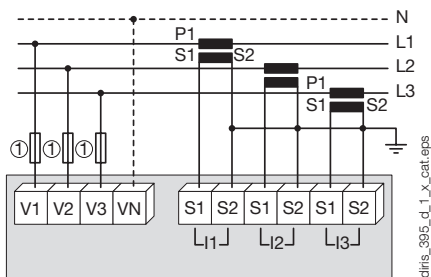 N
P1
L1
S1 S2
L2
P1
L3
S1 S2
① ① ①
V1 V2 V3 VN S1 S2 S1 S2 S1 S2
I1 I2 I3
diris_395_d_1_x_cat.eps